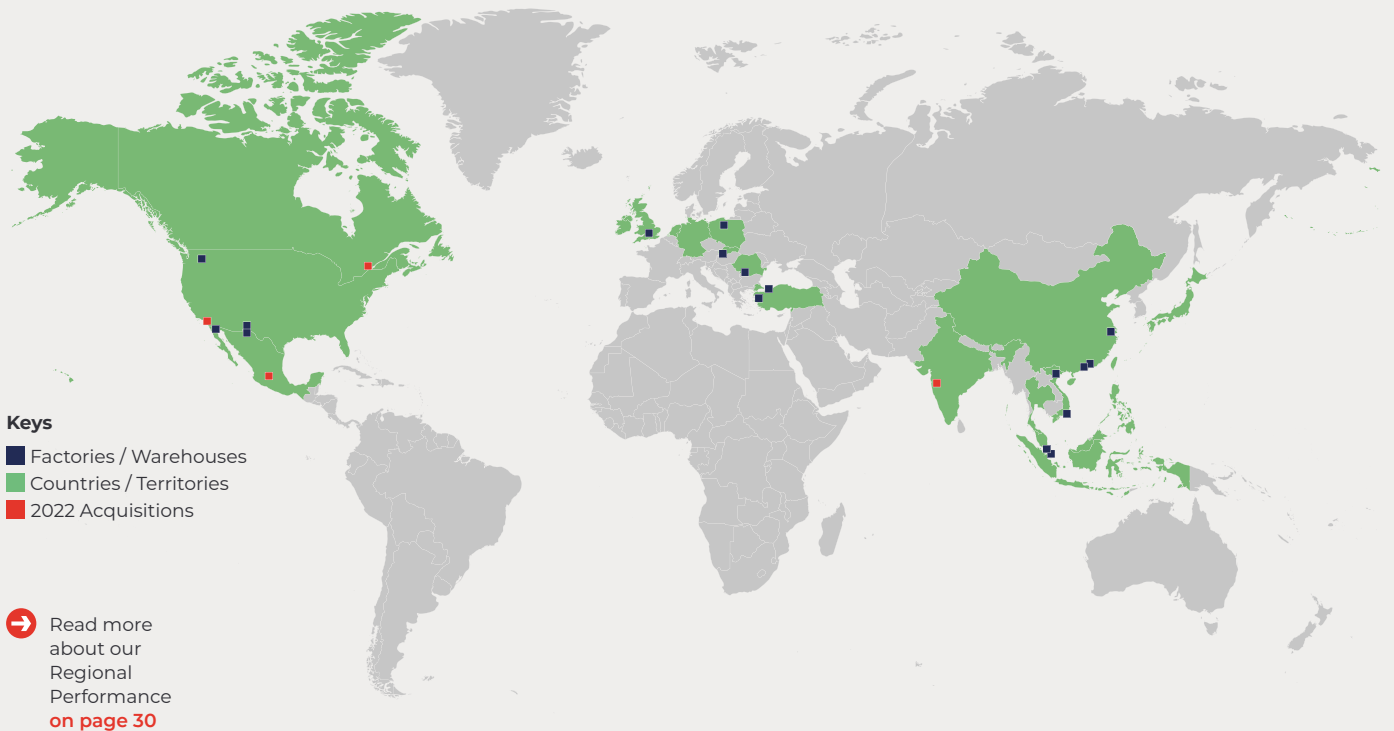 Keys
Factories / Warehouses
Countries / Territories
2022 Acquisitions
Read more
about our
Regional
Performance
on page 30